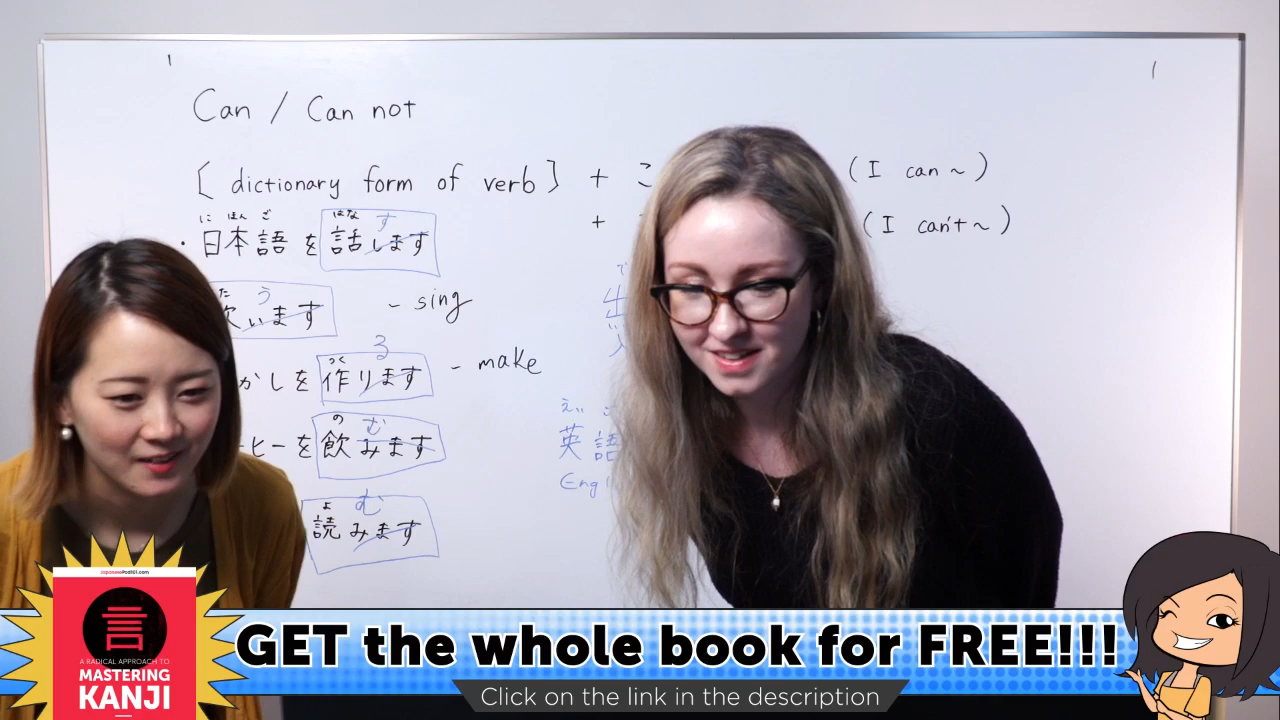 Can / Can not
[ dictionary form of verb ] + こ (I can ~)
+ (I can't ~)
に ほん ご はな す
・日本語を話します
た う
います - sing
つく る
かしを作ります - make
の む
ーヒーを飲みます
よ む
読みます
で
出
えい
英語
Engl
JapanesePod101.com
言
A RADICAL APPROACH TO
MASTERING
KANJI
GET the whole book for FREE!!!
Click on the link in the description